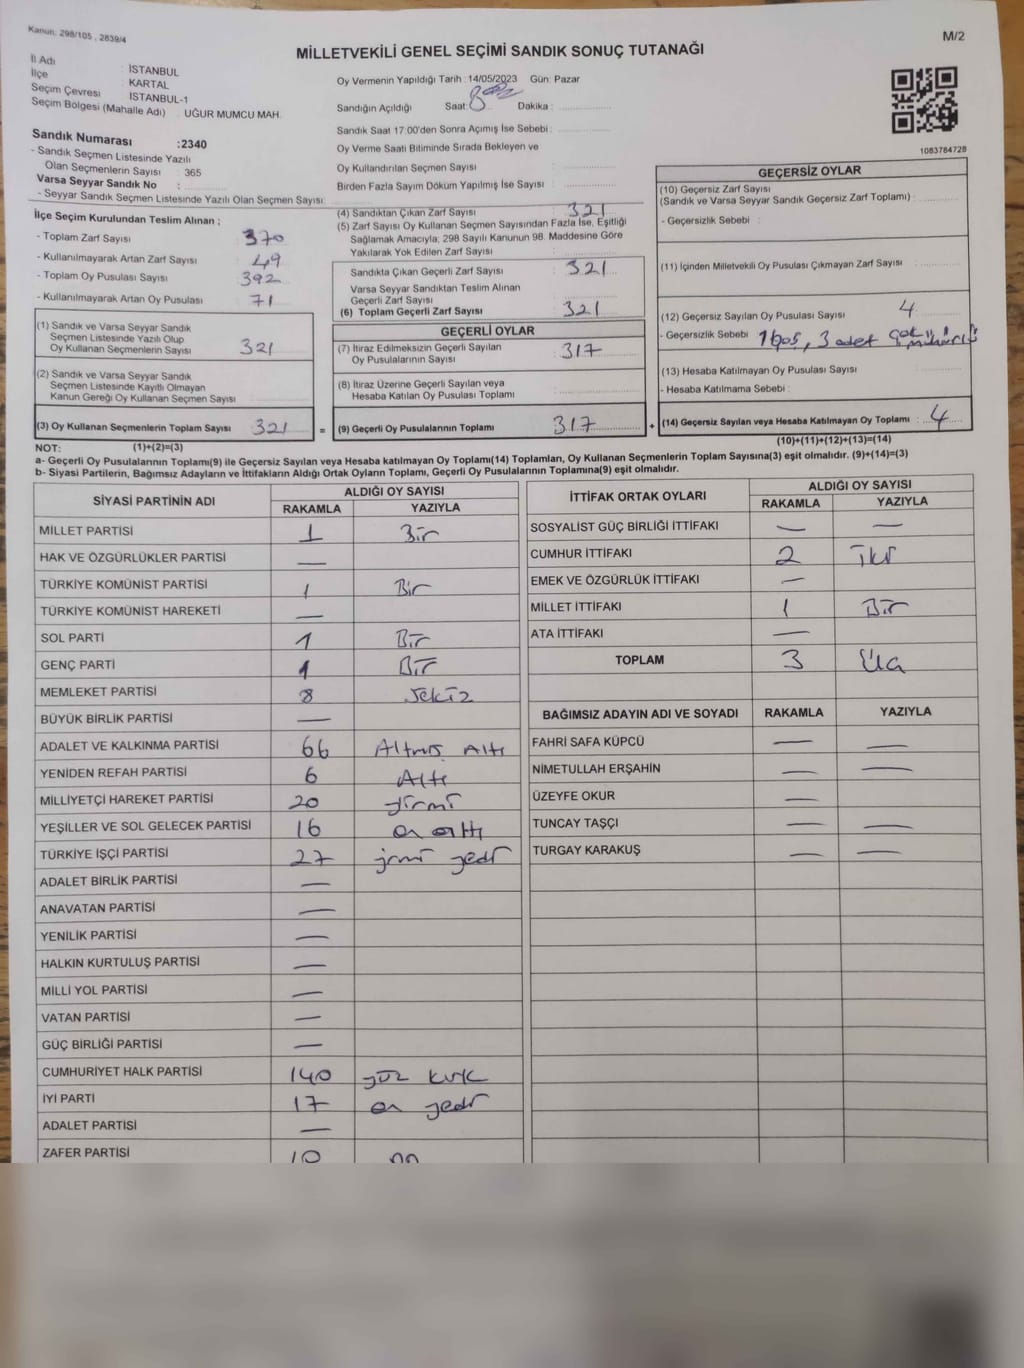 Kanun: 298/105 , 2839/4
M/2
MİLLETVEKİLİ GENEL SEÇİMİ SANDIK SONUÇ TUTANAĞI
İl Adı : İSTANBUL
İlçe : KARTAL
Seçim Çevresi : İSTANBUL-1
Seçim Bölgesi (Mahalle Adı) : UĞUR MUMCU MAH.
Sandık Numarası :2340
- Sandık Seçmen Listesinde Yazılı
Olan Seçmenlerin Sayısı : 365
Varsa Seyyar Sandık No :
- Seyyar Sandık Seçmen Listesinde Yazılı Olan Seçmen Sayısı:
Oy Vermenin Yapıldığı Tarih : 14/05/2023 Gün: Pazar
Sandığın Açıldığı Saat: 8 Dakika :
Sandık Saat 17:00'den Sonra Açımış İse Sebebi :
Oy Verme Saati Bitiminde Sırada Bekleyen ve
Oy Kullandırılan Seçmen Sayısı :
Birden Fazla Sayım Döküm Yapılmış İse Sayısı :
1083784728
İlçe Seçim Kurulundan Teslim Alınan ;
- Toplam Zarf Sayısı : 370
- Kullanılmayarak Artan Zarf Sayısı : 49
- Toplam Oy Pusulası Sayısı : 392
- Kullanılmayarak Artan Oy Pusulası : 71
(1) Sandık ve Varsa Seyyar Sandık
Seçmen Listesinde Yazılı Olup
Oy Kullanan Seçmenlerin Sayısı : 321
(2) Sandık ve Varsa Seyyar Sandık
Seçmen Listesinde Kayıtlı Olmayan
Kanun Gereği Oy Kullanan Seçmen Sayısı :
(3) Oy Kullanan Seçmenlerin Toplam Sayısı : 321 =
(4) Sandıktan Çıkan Zarf Sayısı : 321
(5) Zarf Sayısı Oy Kullanan Seçmen Sayısından Fazla İse, Eşitliği
Sağlamak Amacıyla, 298 Sayılı Kanunun 98. Maddesine Göre
Yakılarak Yok Edilen Zarf Sayısı :
Sandıkta Çıkan Geçerli Zarf Sayısı : 321
Varsa Seyyar Sandıktan Teslim Alınan
Geçerli Zarf Sayısı :
(6) Toplam Geçerli Zarf Sayısı : 321
GEÇERLİ OYLAR
(7) İtiraz Edilmeksizin Geçerli Sayılan
Oy Pusulalarının Sayısı : 317
(8) İtiraz Üzerine Geçerli Sayılan veya
Hesaba Katılan Oy Pusulası Toplamı :
(9) Geçerli Oy Pusulalarının Toplamı : 317 +
GEÇERSİZ OYLAR
(10) Geçersiz Zarf Sayısı
(Sandık ve Varsa Seyyar Sandık Geçersiz Zarf Toplamı) :
- Geçersizlik Sebebi :
(11) İçinden Milletvekili Oy Pusulası Çıkmayan Zarf Sayısı :
(12) Geçersiz Sayılan Oy Pusulası Sayısı : 4
- Geçersizlik Sebebi : 1 boş, 3 adet çok mühürlü
(13) Hesaba Katılmayan Oy Pusulası Sayısı :
- Hesaba Katılmama Sebebi :
(14) Geçersiz Sayılan veya Hesaba Katılmayan Oy Toplamı : 4
NOT: (1)+(2)=(3)
(10)+(11)+(12)+(13)=(14)
a- Geçerli Oy Pusulalarının Toplamı(9) ile Geçersiz Sayılan veya Hesaba katılmayan Oy Toplamı(14) Toplamları, Oy Kullanan Seçmenlerin Toplam Sayısına(3) eşit olmalıdır. (9)+(14)=(3)
b- Siyasi Partilerin, Bağımsız Adayların ve İttifakların Aldığı Ortak Oyların Toplamı, Geçerli Oy Pusulalarının Toplamına(9) eşit olmalıdır.
SİYASİ PARTİNİN ADI ALDIĞI OY SAYISI
RAKAMLA YAZIYLA
MİLLET PARTİSİ 1 Bir
HAK VE ÖZGÜRLÜKLER PARTİSİ —
TÜRKİYE KOMÜNİST PARTİSİ 1 Bir
TÜRKİYE KOMÜNİST HAREKETİ —
SOL PARTİ 1 Bir
GENÇ PARTİ 1 Bir
MEMLEKET PARTİSİ 8 Sekiz
BÜYÜK BİRLİK PARTİSİ —
ADALET VE KALKINMA PARTİSİ 66 Altmış Altı
YENİDEN REFAH PARTİSİ 6 Altı
MİLLİYETÇİ HAREKET PARTİSİ 20 yirmi
YEŞİLLER VE SOL GELECEK PARTİSİ 16 on altı
TÜRKİYE İŞÇİ PARTİSİ 27 yirmi yedi
ADALET BİRLİK PARTİSİ —
ANAVATAN PARTİSİ —
YENİLİK PARTİSİ —
HALKIN KURTULUŞ PARTİSİ —
MİLLİ YOL PARTİSİ —
VATAN PARTİSİ —
GÜÇ BİRLİĞİ PARTİSİ —
CUMHURİYET HALK PARTİSİ 140 yüz kırk
İYİ PARTİ 17 on yedi
ADALET PARTİSİ —
ZAFER PARTİSİ 10 on
İTTİFAK ORTAK OYLARI ALDIĞI OY SAYISI
RAKAMLA YAZIYLA
SOSYALİST GÜÇ BİRLİĞİ İTTİFAKI — —
CUMHUR İTTİFAKI 2 iki
EMEK VE ÖZGÜRLÜK İTTİFAKI —
MİLLET İTTİFAKI 1 Bir
ATA İTTİFAKI —
TOPLAM 3 Üç
BAĞIMSIZ ADAYIN ADI VE SOYADI RAKAMLA YAZIYLA
FAHRİ SAFA KÜPCÜ — —
NİMETULLAH ERŞAHİN — —
ÜZEYFE OKUR —
TUNCAY TAŞÇI — —
TURGAY KARAKUŞ — —